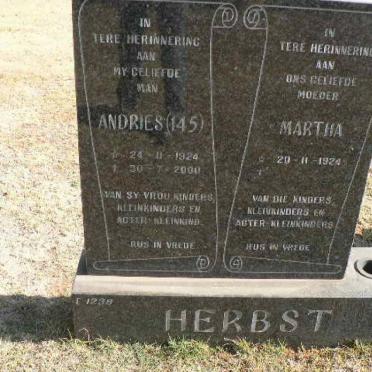 IN
TERE HERINNERING
AAN
MY GELIEFDE
MAN
ANDRIES (145)
☆ 24-11-1924
† 30-7-2000
VAN SY VROU KINDERS
KLEINKINDERS EN
AGTER-KLEINKIND
RUS IN VREDE
IN
TERE HERINNERING
AAN
ONS GELIEFDE
MOEDER
MARTHA
☆ 20-11-1924
†
VAN DIE KINDERS
KLEINKINDERS EN
AGTER-KLEINKINDERS
RUS IN VREDE
E 1238
HERBST